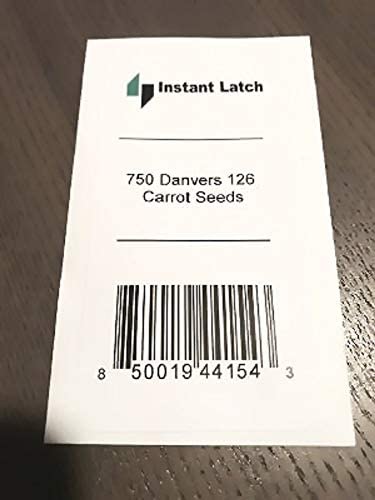 Instant Latch
750 Danvers 126
Carrot Seeds
8 50019 44154 3